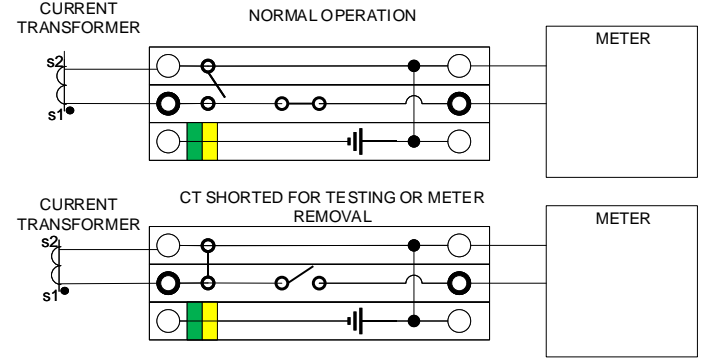 CURRENT
TRANSFORMER
NORMAL OPERATION
METER
s2
s1
CURRENT
TRANSFORMER
CT SHORTED FOR TESTING OR METER
REMOVAL
METER
s2
s1